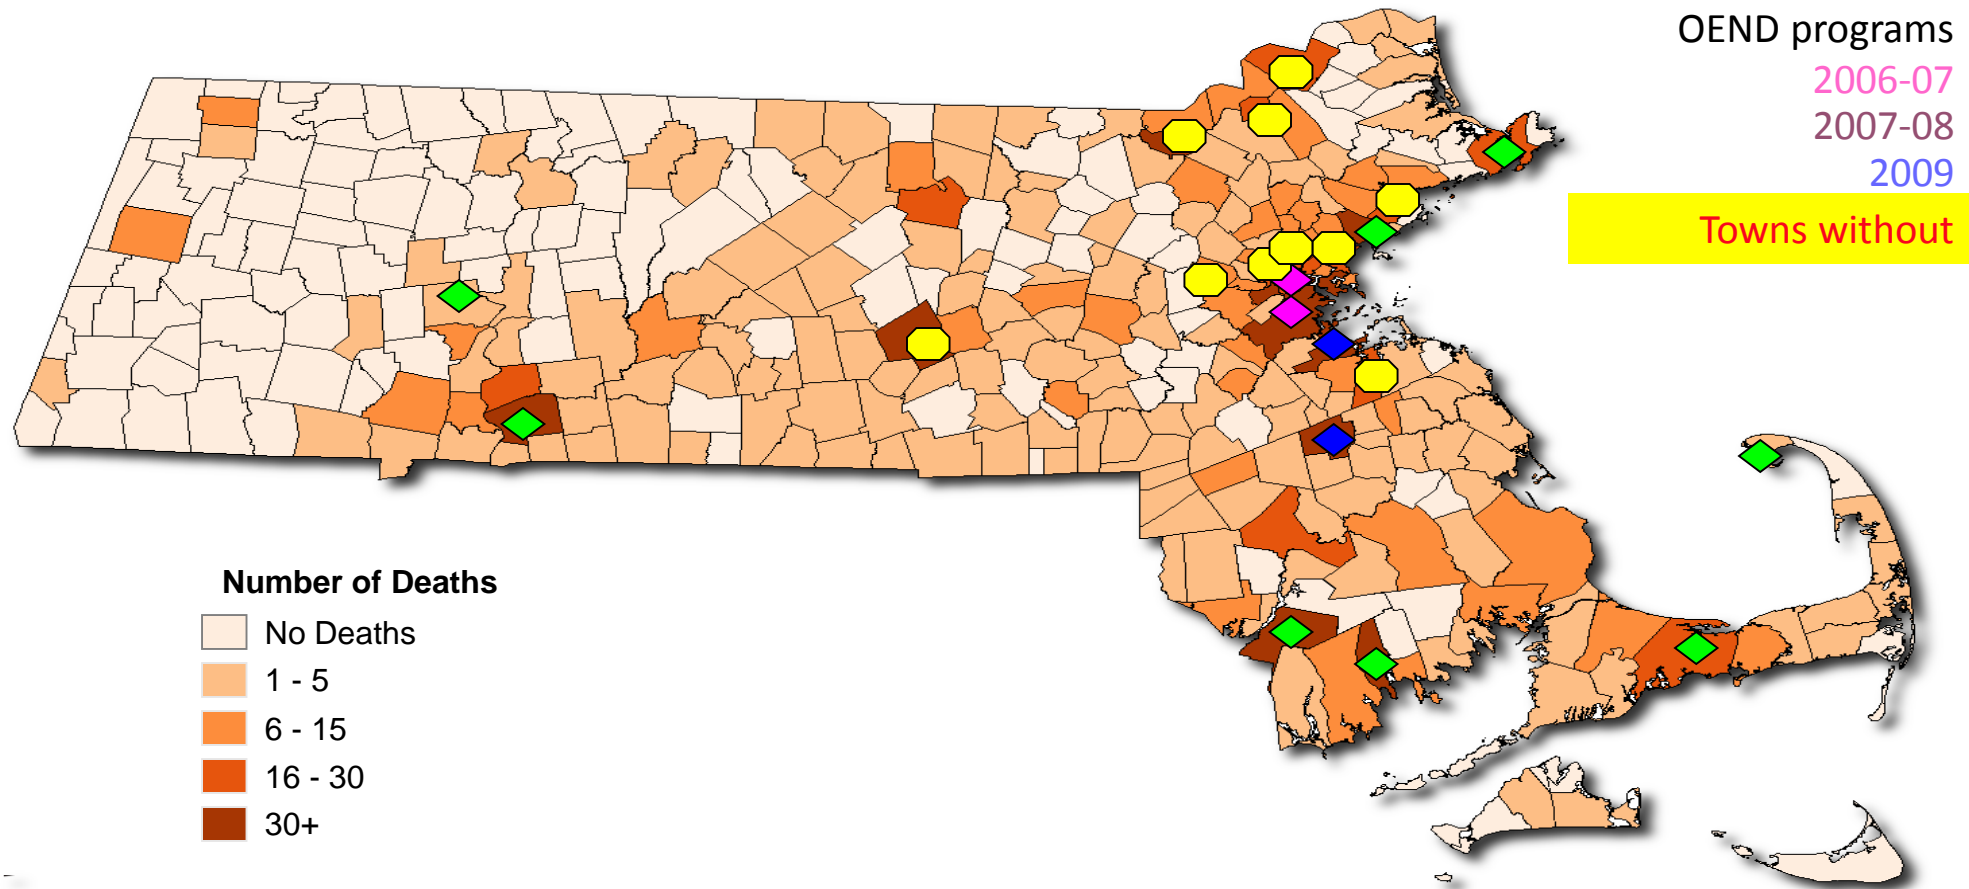 OEND programs
2006-07
2007-08
2009
Towns without
Number of Deaths
No Deaths
1 - 5
6 - 15
16 - 30
30+